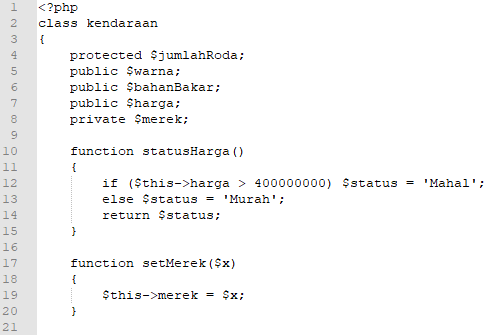 1 <?php
2 class kendaraan
3 {
4     protected $jumlahRoda;
5     public $warna;
6     public $bahanBakar;
7     public $harga;
8     private $merek;
9
10     function statusHarga()
11     {
12         if ($this->harga > 400000000) $status = 'Mahal';
13         else $status = 'Murah';
14         return $status;
15     }
16
17     function setMerek($x)
18     {
19         $this->merek = $x;
20     }
21